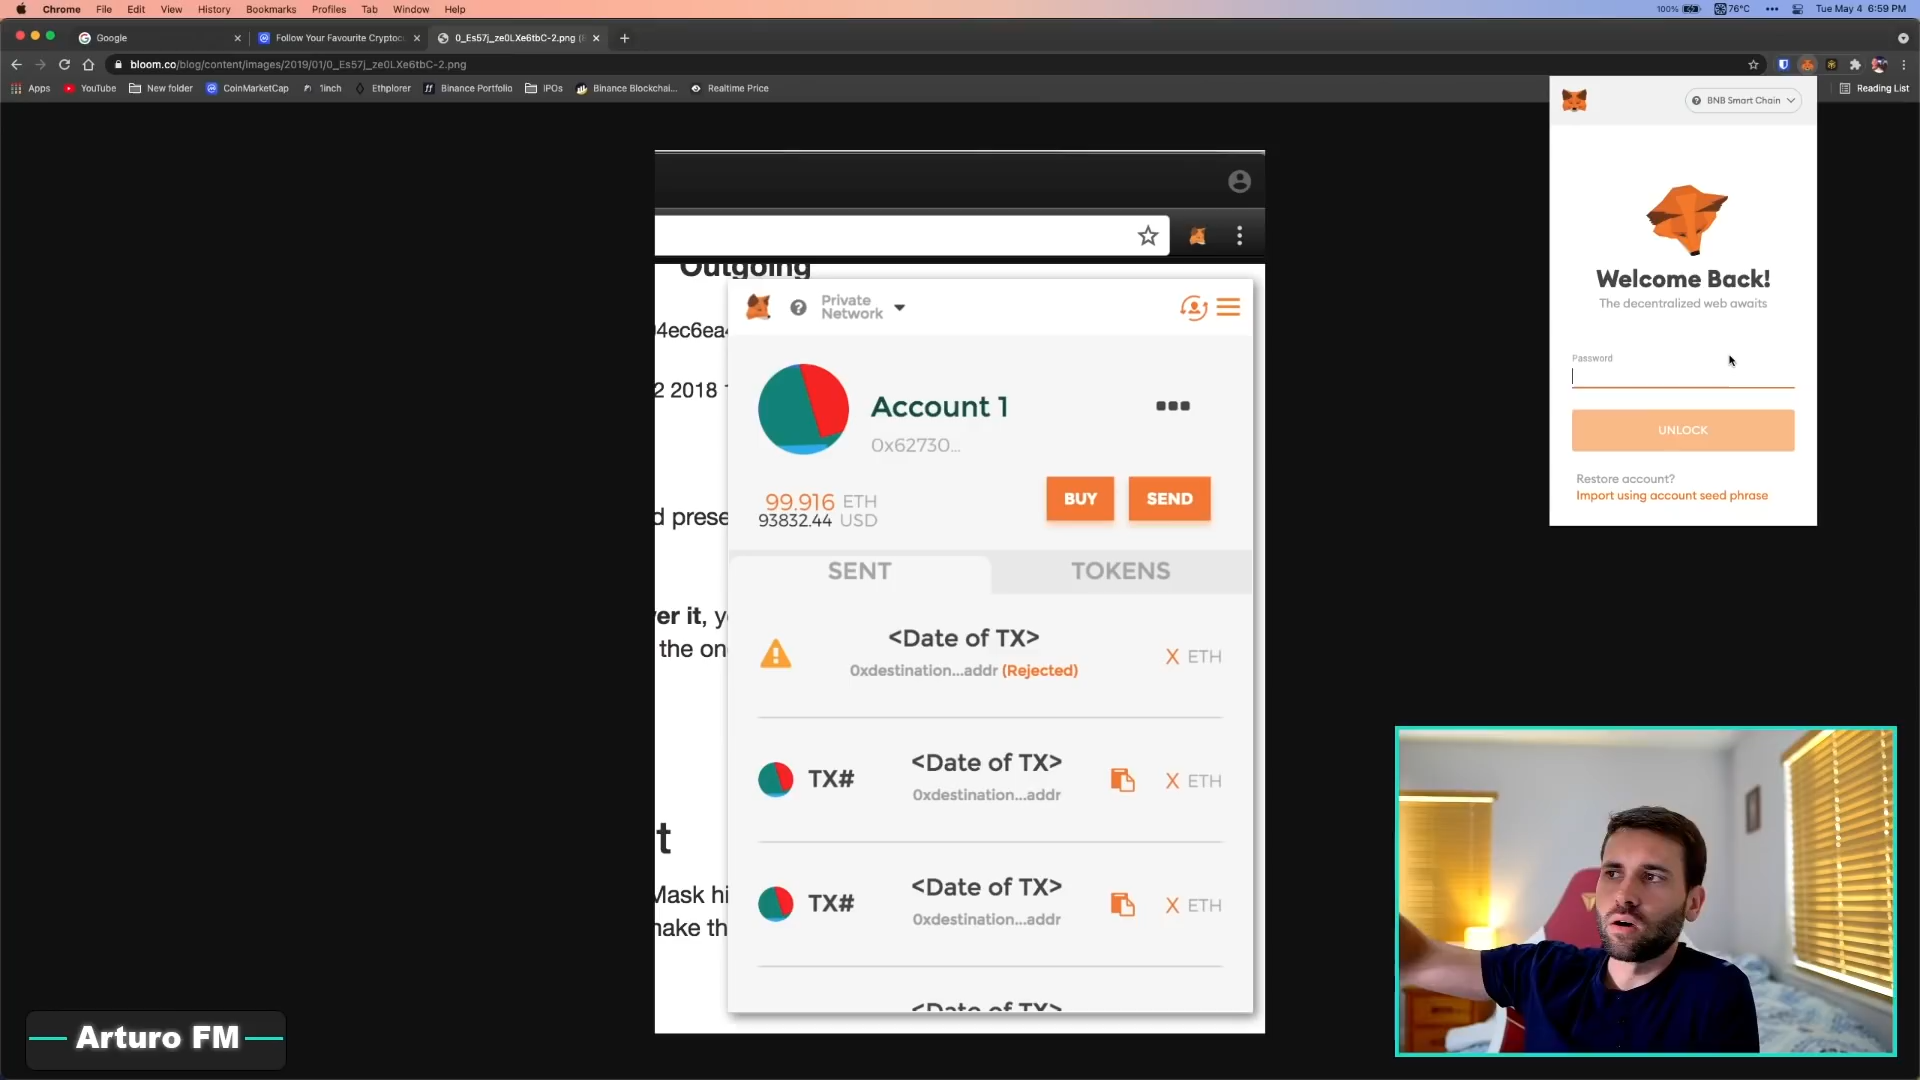 Chrome File Edit View History Bookmarks Profiles Tab Window Help
100% 76°C Tue May 4 6:59 PM
Google
Follow Your Favourite Cryptoc
0_Es57j_ze0LXe6tbC-2.png (
bloom.co/blog/content/images/2019/01/0_Es57j_ze0LXe6tbC-2.png
Apps YouTube New folder CoinMarketCap 1inch Ethplorer Binance Portfolio IPOs Binance Blockchai... Realtime Price
Reading List
BNB Smart Chain
Welcome Back!
The decentralized web awaits
Password
UNLOCK
Restore account?
Import using account seed phrase
Outgoing
Private
Network
4ec6ea
2 2018
d prese
er it, y
the on
t
Mask hi
nake th
Account 1
0x62730...
99.916 ETH
93832.44 USD
BUY
SEND
SENT
TOKENS
<Date of TX>
0xdestination...addr (Rejected)
X ETH
TX#
<Date of TX>
0xdestination...addr
X ETH
TX#
<Date of TX>
0xdestination...addr
X ETH
<Date of TX>
Arturo FM